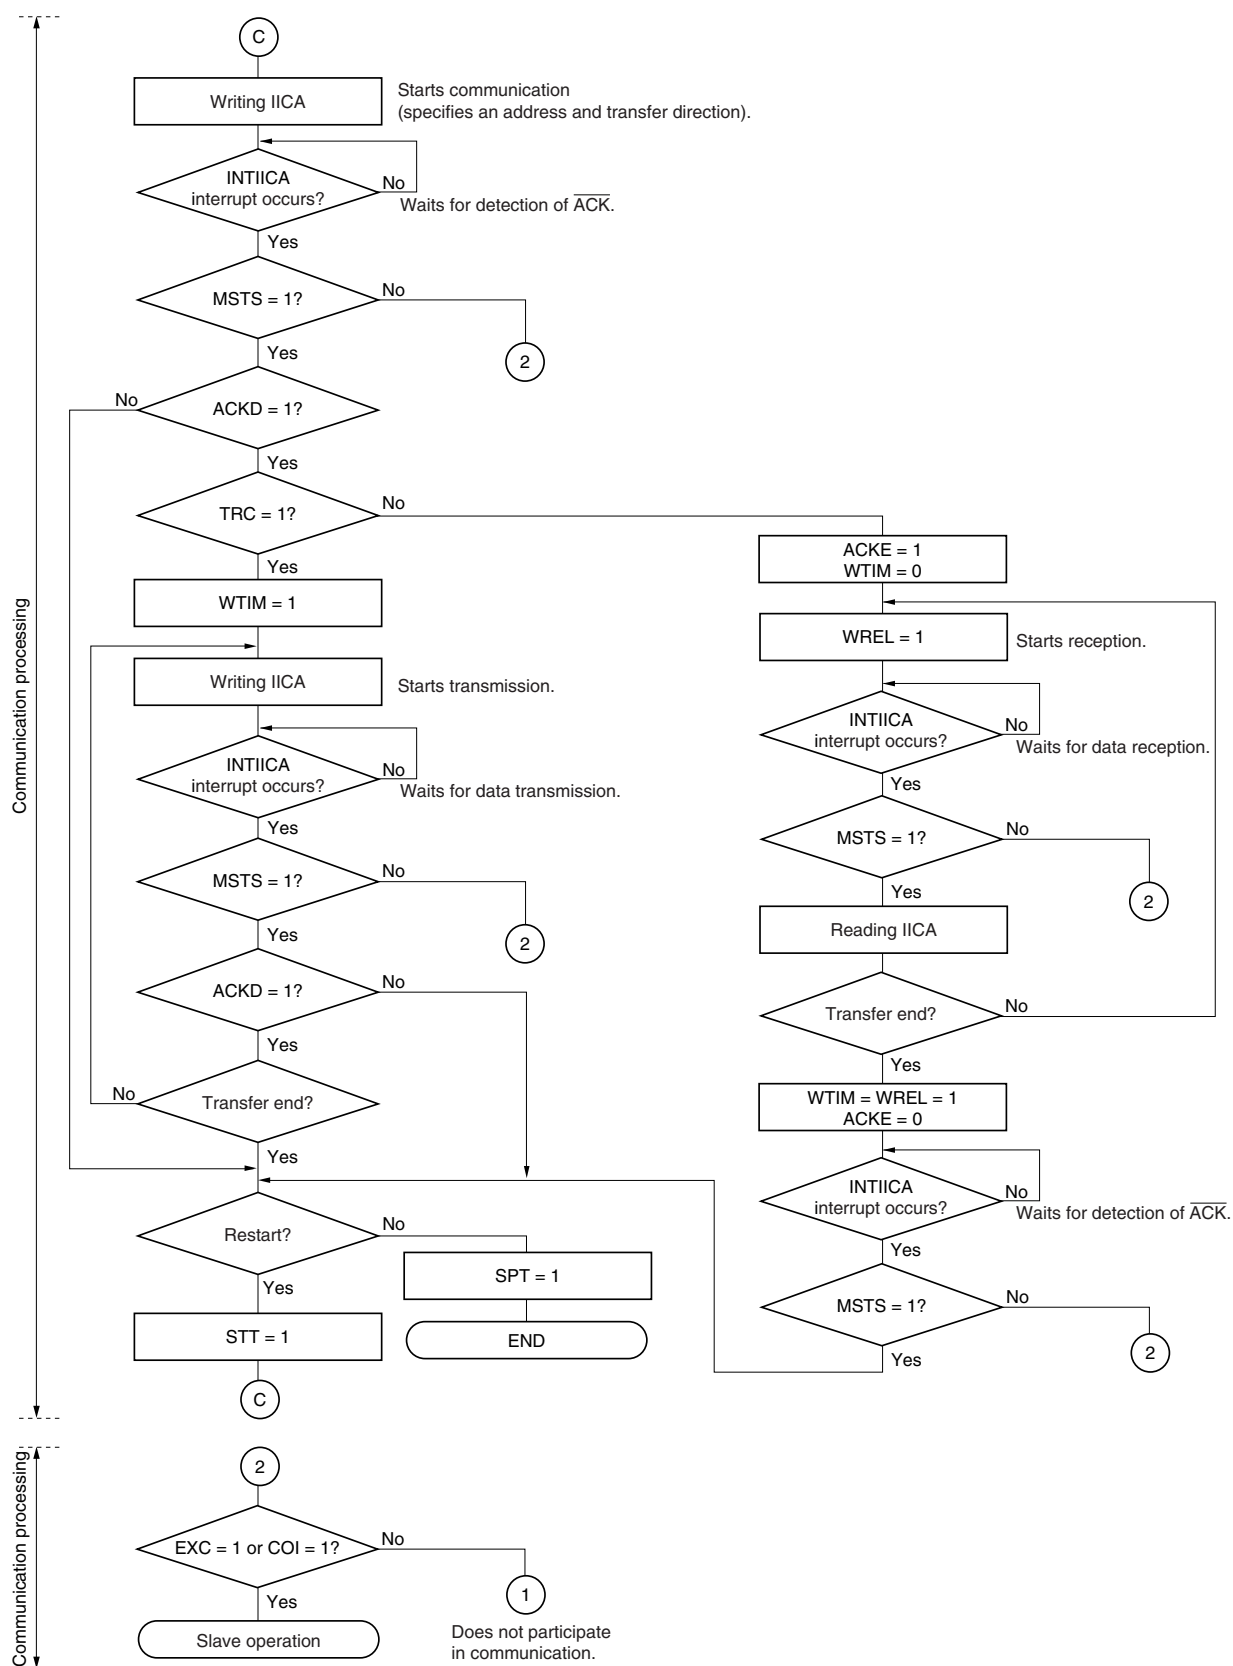 C
Writing IICA
Starts communication
(specifies an address and transfer direction).
INTIICA
interrupt occurs?
No
Waits for detection of ACK.
Yes
MSTS = 1?
No
2
Yes
No
ACKD = 1?
Yes
TRC = 1?
No
Yes
WTIM = 1
Writing IICA
Starts transmission.
INTIICA
interrupt occurs?
No
Waits for data transmission.
Yes
MSTS = 1?
No
2
Yes
ACKD = 1?
No
Yes
No
Transfer end?
Yes
Restart?
No
SPT = 1
END
Yes
STT = 1
C
ACKE = 1
WTIM = 0
WREL = 1
Starts reception.
INTIICA
interrupt occurs?
No
Waits for data reception.
Yes
MSTS = 1?
No
2
Yes
Reading IICA
Transfer end?
No
Yes
WTIM = WREL = 1
ACKE = 0
INTIICA
interrupt occurs?
No
Waits for detection of ACK.
Yes
MSTS = 1?
No
2
Yes
Communication processing
2
EXC = 1 or COI = 1?
No
1
Does not participate
in communication.
Yes
Slave operation
Communication processing